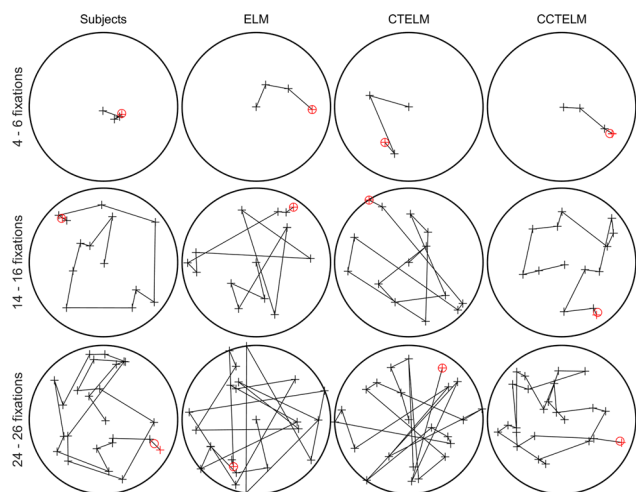 Subjects ELM CTELM CCTELM
4 - 6 fixations
14 - 16 fixations
24 - 26 fixations